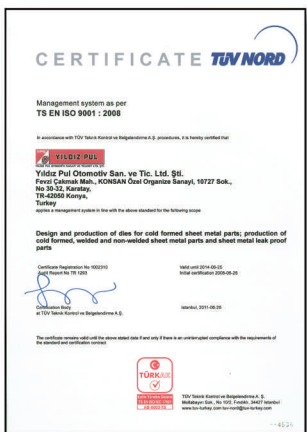 CERTIFICATE TÜV NORD
Management system as per
TS EN ISO 9001 : 2008
In accordance with TÜV Teknik Kontrol ve Belgelendirme A.Ş. procedures, it is hereby certified that
YILDIZ PUL
Yıldız Pul Otomotiv San. ve Tic. Ltd. Şti.
Fevzi Çakmak Mah., KONSAN Özel Organize Sanayi, 10727 Sok.,
No 30-32, Karatay,
TR-42050 Konya,
Turkey
applies a management system in line with the above standard for the following scope
Design and production of dies for cold formed sheet metal parts; production of
cold formed, welded and non-welded sheet metal parts and sheet metal leak proof
parts
Certificate Registration No 1002310
Audit Report No TR 1293
Valid until 2014-06-25
Initial certification 2005-06-29
Certification Body
at TÜV Teknik Kontrol ve Belgelendirme A.Ş.
Istanbul, 2011-06-28
The certificate remains valid until the above stated date if and only if there is an uninterrupted compliance with the requirements of
the standard and certification contract
TÜRKAK
TÜV Teknik Kontrol ve Belgelendirme A.Ş.
www.tuv-turkey.com tuv-nord@tuv-turkey.com